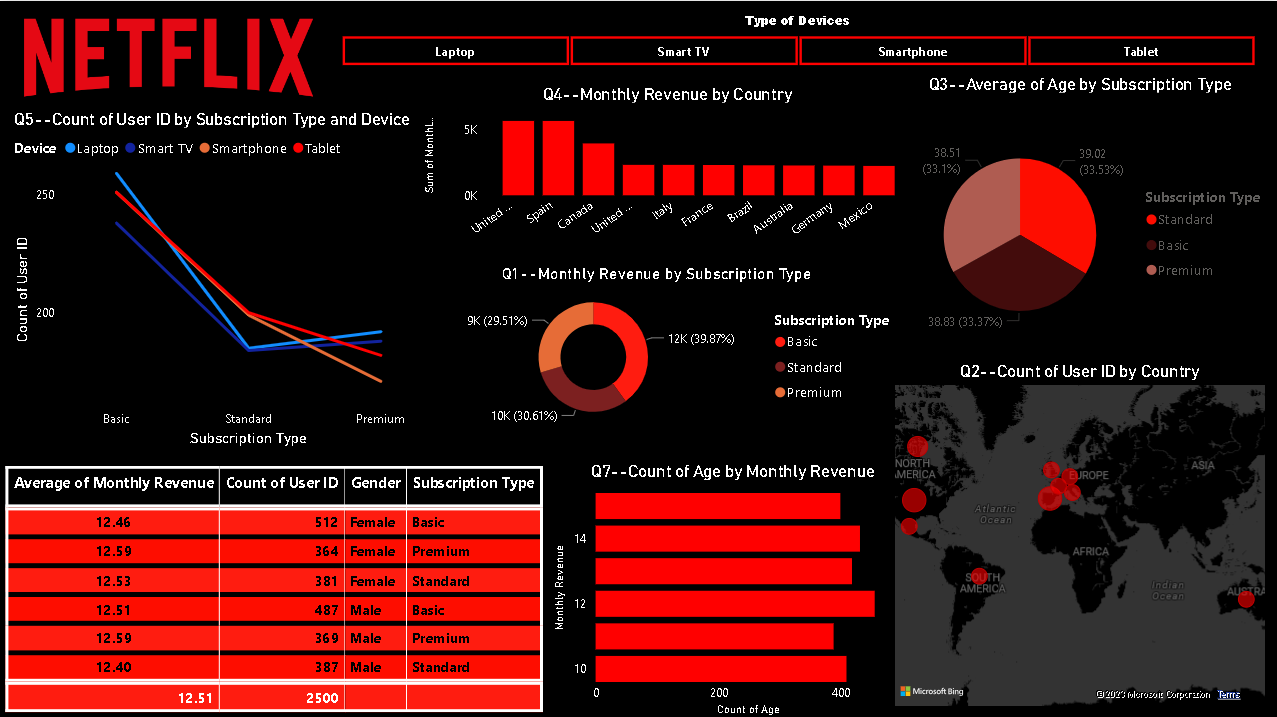 NETFLIX
Type of Devices
Laptop
Smart TV
Smartphone
Tablet
Q5--Count of User ID by Subscription Type and Device
Device Laptop Smart TV Smartphone Tablet
Count of User ID
250
200
Basic Standard Premium
Subscription Type
Q4--Monthly Revenue by Country
Sum of Monthl...
5K
0K
United ...
Spain
Canada
United ...
Italy
France
Brazil
Australia
Germany
Mexico
Q3--Average of Age by Subscription Type
38.51
(33.1%)
39.02
(33.53%)
38.83 (33.37%)
Subscription Type
Standard
Basic
Premium
Q1--Monthly Revenue by Subscription Type
9K (29.51%)
12K (39.87%)
10K (30.61%)
Subscription Type
Basic
Standard
Premium
Q2--Count of User ID by Country
NORTH
AMERICA
EUROPE
ASIA
Atlantic
Ocean
AFRICA
SOUTH
AMERICA
Indian
Ocean
AUSTRA
Microsoft Bing
© 2023 Microsoft Corporation Terms
Average of Monthly Revenue Count of User ID Gender Subscription Type
12.46 512 Female Basic
12.59 364 Female Premium
12.53 381 Female Standard
12.51 487 Male Basic
12.59 369 Male Premium
12.40 387 Male Standard
12.51 2500
Q7--Count of Age by Monthly Revenue
Monthly Revenue
14
12
10
0 200 400
Count of Age